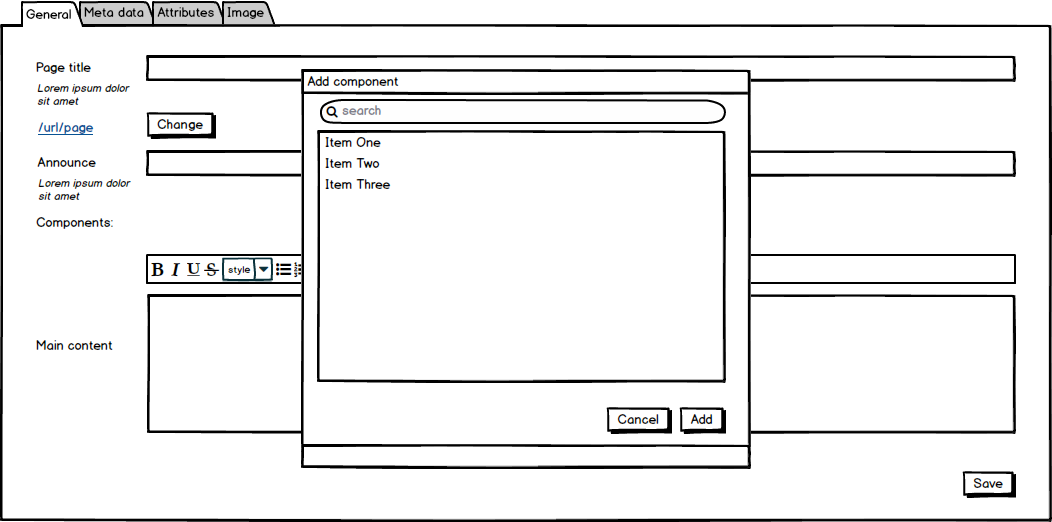 General Meta data Attributes Image
Page title
Lorem ipsum dolor
sit amet
/url/page
Change
Announce
Lorem ipsum dolor
sit amet
Components:
B I U S style
Main content
Add component
search
Item One
Item Two
Item Three
Cancel Add
Save